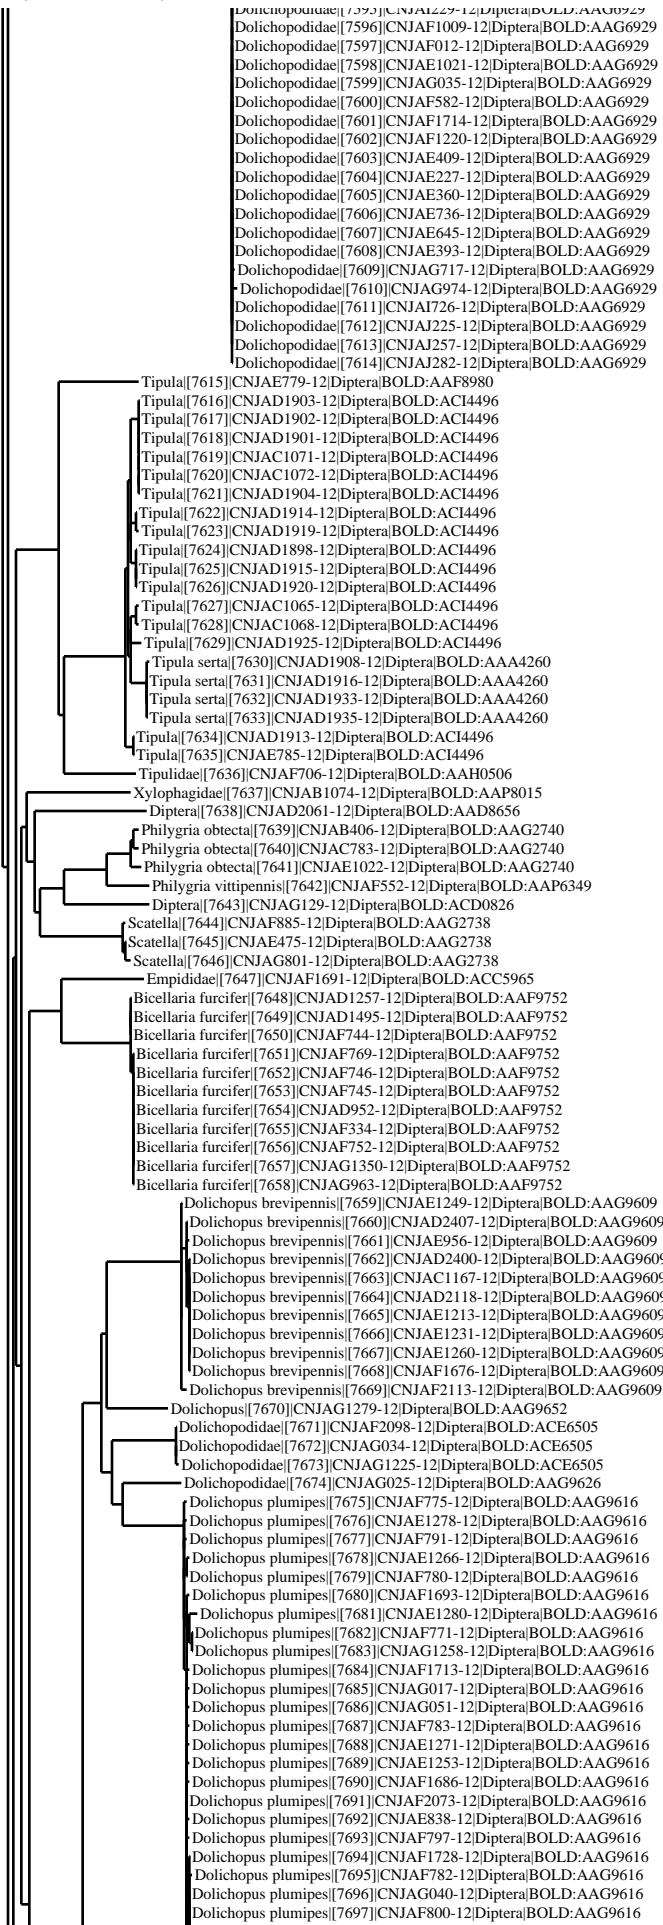 Dolichopodidae|[7595]|CNJAI229-12|Diptera|BOLD:AAG6929
Dolichopodidae|[7596]|CNJAF1009-12|Diptera|BOLD:AAG6929
Dolichopodidae|[7597]|CNJAF012-12|Diptera|BOLD:AAG6929
Dolichopodidae|[7598]|CNJAE1021-12|Diptera|BOLD:AAG6929
Dolichopodidae|[7599]|CNJAG035-12|Diptera|BOLD:AAG6929
Dolichopodidae|[7600]|CNJAF582-12|Diptera|BOLD:AAG6929
Dolichopodidae|[7601]|CNJAF1714-12|Diptera|BOLD:AAG6929
Dolichopodidae|[7602]|CNJAF1220-12|Diptera|BOLD:AAG6929
Dolichopodidae|[7603]|CNJAE409-12|Diptera|BOLD:AAG6929
Dolichopodidae|[7604]|CNJAE227-12|Diptera|BOLD:AAG6929
Dolichopodidae|[7605]|CNJAE360-12|Diptera|BOLD:AAG6929
Dolichopodidae|[7606]|CNJAE736-12|Diptera|BOLD:AAG6929
Dolichopodidae|[7607]|CNJAE645-12|Diptera|BOLD:AAG6929
Dolichopodidae|[7608]|CNJAE393-12|Diptera|BOLD:AAG6929
Dolichopodidae|[7609]|CNJAG717-12|Diptera|BOLD:AAG6929
Dolichopodidae|[7610]|CNJAG974-12|Diptera|BOLD:AAG6929
Dolichopodidae|[7611]|CNJAI726-12|Diptera|BOLD:AAG6929
Dolichopodidae|[7612]|CNJAJ225-12|Diptera|BOLD:AAG6929
Dolichopodidae|[7613]|CNJAJ257-12|Diptera|BOLD:AAG6929
Dolichopodidae|[7614]|CNJAJ282-12|Diptera|BOLD:AAG6929
Tipula|[7615]|CNJAE779-12|Diptera|BOLD:AAF8980
Tipula|[7616]|CNJAD1903-12|Diptera|BOLD:ACI4496
Tipula|[7617]|CNJAD1902-12|Diptera|BOLD:ACI4496
Tipula|[7618]|CNJAD1901-12|Diptera|BOLD:ACI4496
Tipula|[7619]|CNJAC1071-12|Diptera|BOLD:ACI4496
Tipula|[7620]|CNJAC1072-12|Diptera|BOLD:ACI4496
Tipula|[7621]|CNJAD1904-12|Diptera|BOLD:ACI4496
Tipula|[7622]|CNJAD1914-12|Diptera|BOLD:ACI4496
Tipula|[7623]|CNJAD1919-12|Diptera|BOLD:ACI4496
Tipula|[7624]|CNJAD1898-12|Diptera|BOLD:ACI4496
Tipula|[7625]|CNJAD1915-12|Diptera|BOLD:ACI4496
Tipula|[7626]|CNJAD1920-12|Diptera|BOLD:ACI4496
Tipula|[7627]|CNJAC1065-12|Diptera|BOLD:ACI4496
Tipula|[7628]|CNJAC1068-12|Diptera|BOLD:ACI4496
Tipula|[7629]|CNJAD1925-12|Diptera|BOLD:ACI4496
Tipula serta|[7630]|CNJAD1908-12|Diptera|BOLD:AAA4260
Tipula serta|[7631]|CNJAD1916-12|Diptera|BOLD:AAA4260
Tipula serta|[7632]|CNJAD1933-12|Diptera|BOLD:AAA4260
Tipula serta|[7633]|CNJAD1935-12|Diptera|BOLD:AAA4260
Tipula|[7634]|CNJAD1913-12|Diptera|BOLD:ACI4496
Tipula|[7635]|CNJAE785-12|Diptera|BOLD:ACI4496
Tipulidae|[7636]|CNJAF706-12|Diptera|BOLD:AAH0506
Xylophagidae|[7637]|CNJAB1074-12|Diptera|BOLD:AAP8015
Diptera|[7638]|CNJAD2061-12|Diptera|BOLD:AAD8656
Philygria obtecta|[7639]|CNJAB406-12|Diptera|BOLD:AAG2740
Philygria obtecta|[7640]|CNJAC783-12|Diptera|BOLD:AAG2740
Philygria obtecta|[7641]|CNJAE1022-12|Diptera|BOLD:AAG2740
Philygria vittipennis|[7642]|CNJAF552-12|Diptera|BOLD:AAP6349
Diptera|[7643]|CNJAG129-12|Diptera|BOLD:ACD0826
Scatella|[7644]|CNJAF885-12|Diptera|BOLD:AAG2738
Scatella|[7645]|CNJAE475-12|Diptera|BOLD:AAG2738
Scatella|[7646]|CNJAG801-12|Diptera|BOLD:AAG2738
Empididae|[7647]|CNJAF1691-12|Diptera|BOLD:ACC5965
Bicellaria furcifer|[7648]|CNJAD1257-12|Diptera|BOLD:AAF9752
Bicellaria furcifer|[7649]|CNJAD1495-12|Diptera|BOLD:AAF9752
Bicellaria furcifer|[7650]|CNJAF744-12|Diptera|BOLD:AAF9752
Bicellaria furcifer|[7651]|CNJAF769-12|Diptera|BOLD:AAF9752
Bicellaria furcifer|[7652]|CNJAF746-12|Diptera|BOLD:AAF9752
Bicellaria furcifer|[7653]|CNJAF745-12|Diptera|BOLD:AAF9752
Bicellaria furcifer|[7654]|CNJAD952-12|Diptera|BOLD:AAF9752
Bicellaria furcifer|[7655]|CNJAF334-12|Diptera|BOLD:AAF9752
Bicellaria furcifer|[7656]|CNJAF752-12|Diptera|BOLD:AAF9752
Bicellaria furcifer|[7657]|CNJAG1350-12|Diptera|BOLD:AAF9752
Bicellaria furcifer|[7658]|CNJAG963-12|Diptera|BOLD:AAF9752
Dolichopus brevipennis|[7659]|CNJAE1249-12|Diptera|BOLD:AAG9609
Dolichopus brevipennis|[7660]|CNJAD2407-12|Diptera|BOLD:AAG9609
Dolichopus brevipennis|[7661]|CNJAE956-12|Diptera|BOLD:AAG9609
Dolichopus brevipennis|[7662]|CNJAD2400-12|Diptera|BOLD:AAG9609
Dolichopus brevipennis|[7663]|CNJAC1167-12|Diptera|BOLD:AAG9609
Dolichopus brevipennis|[7664]|CNJAD2118-12|Diptera|BOLD:AAG9609
Dolichopus brevipennis|[7665]|CNJAE1213-12|Diptera|BOLD:AAG9609
Dolichopus brevipennis|[7666]|CNJAE1231-12|Diptera|BOLD:AAG9609
Dolichopus brevipennis|[7667]|CNJAE1260-12|Diptera|BOLD:AAG9609
Dolichopus brevipennis|[7668]|CNJAF1676-12|Diptera|BOLD:AAG9609
Dolichopus brevipennis|[7669]|CNJAF2113-12|Diptera|BOLD:AAG9609
Dolichopus|[7670]|CNJAG1279-12|Diptera|BOLD:AAG9652
Dolichopodidae|[7671]|CNJAF2098-12|Diptera|BOLD:ACE6505
Dolichopodidae|[7672]|CNJAG034-12|Diptera|BOLD:ACE6505
Dolichopodidae|[7673]|CNJAG1225-12|Diptera|BOLD:ACE6505
Dolichopodidae|[7674]|CNJAG025-12|Diptera|BOLD:AAG9626
Dolichopus plumipes|[7675]|CNJAF775-12|Diptera|BOLD:AAG9616
Dolichopus plumipes|[7676]|CNJAE1278-12|Diptera|BOLD:AAG9616
Dolichopus plumipes|[7677]|CNJAF791-12|Diptera|BOLD:AAG9616
Dolichopus plumipes|[7678]|CNJAE1266-12|Diptera|BOLD:AAG9616
Dolichopus plumipes|[7679]|CNJAF780-12|Diptera|BOLD:AAG9616
Dolichopus plumipes|[7680]|CNJAF1693-12|Diptera|BOLD:AAG9616
Dolichopus plumipes|[7681]|CNJAE1280-12|Diptera|BOLD:AAG9616
Dolichopus plumipes|[7682]|CNJAF771-12|Diptera|BOLD:AAG9616
Dolichopus plumipes|[7683]|CNJAG1258-12|Diptera|BOLD:AAG9616
Dolichopus plumipes|[7684]|CNJAF1713-12|Diptera|BOLD:AAG9616
Dolichopus plumipes|[7685]|CNJAG017-12|Diptera|BOLD:AAG9616
Dolichopus plumipes|[7686]|CNJAG051-12|Diptera|BOLD:AAG9616
Dolichopus plumipes|[7687]|CNJAF783-12|Diptera|BOLD:AAG9616
Dolichopus plumipes|[7688]|CNJAE1271-12|Diptera|BOLD:AAG9616
Dolichopus plumipes|[7689]|CNJAE1253-12|Diptera|BOLD:AAG9616
Dolichopus plumipes|[7690]|CNJAF1686-12|Diptera|BOLD:AAG9616
Dolichopus plumipes|[7691]|CNJAF2073-12|Diptera|BOLD:AAG9616
Dolichopus plumipes|[7692]|CNJAE838-12|Diptera|BOLD:AAG9616
Dolichopus plumipes|[7693]|CNJAF797-12|Diptera|BOLD:AAG9616
Dolichopus plumipes|[7694]|CNJAF1728-12|Diptera|BOLD:AAG9616
Dolichopus plumipes|[7695]|CNJAF782-12|Diptera|BOLD:AAG9616
Dolichopus plumipes|[7696]|CNJAG040-12|Diptera|BOLD:AAG9616
Dolichopus plumipes|[7697]|CNJAF800-12|Diptera|BOLD:AAG9616